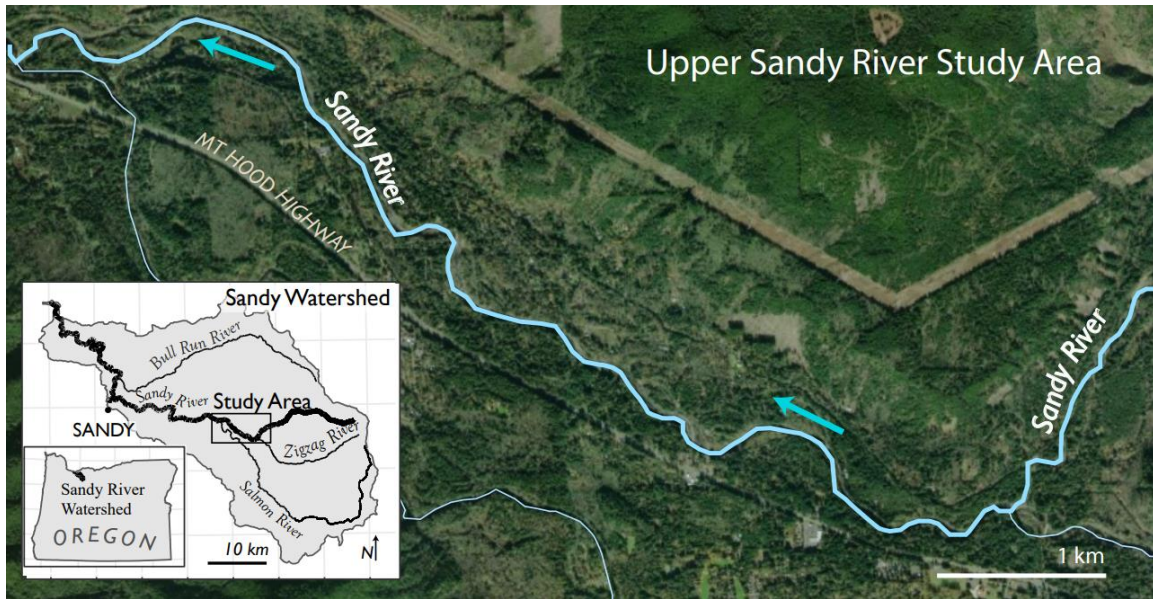 Upper Sandy River Study Area
Sandy River
MT HOOD HIGHWAY
Sandy River
1 km
Sandy Watershed
Bull Run River
Sandy River
Study Area
SANDY
Zigzag River
Salmon River
10 km
N
Sandy River
Watershed
OREGON